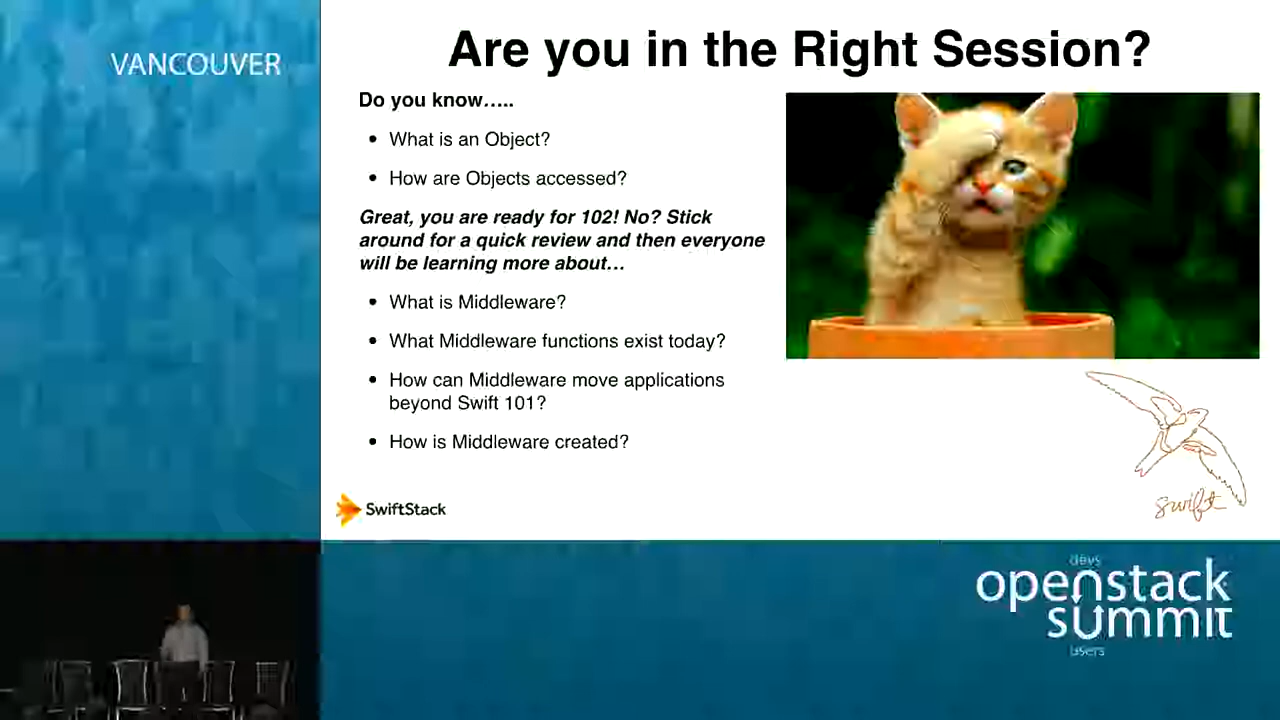 VANCOUVER
Are you in the Right Session?
Do you know…..
• What is an Object?
• How are Objects accessed?
Great, you are ready for 102! No? Stick
around for a quick review and then everyone
will be learning more about…
• What is Middleware?
• What Middleware functions exist today?
• How can Middleware move applications
beyond Swift 101?
• How is Middleware created?
SwiftStack
swift
devs
openstack
summit
users